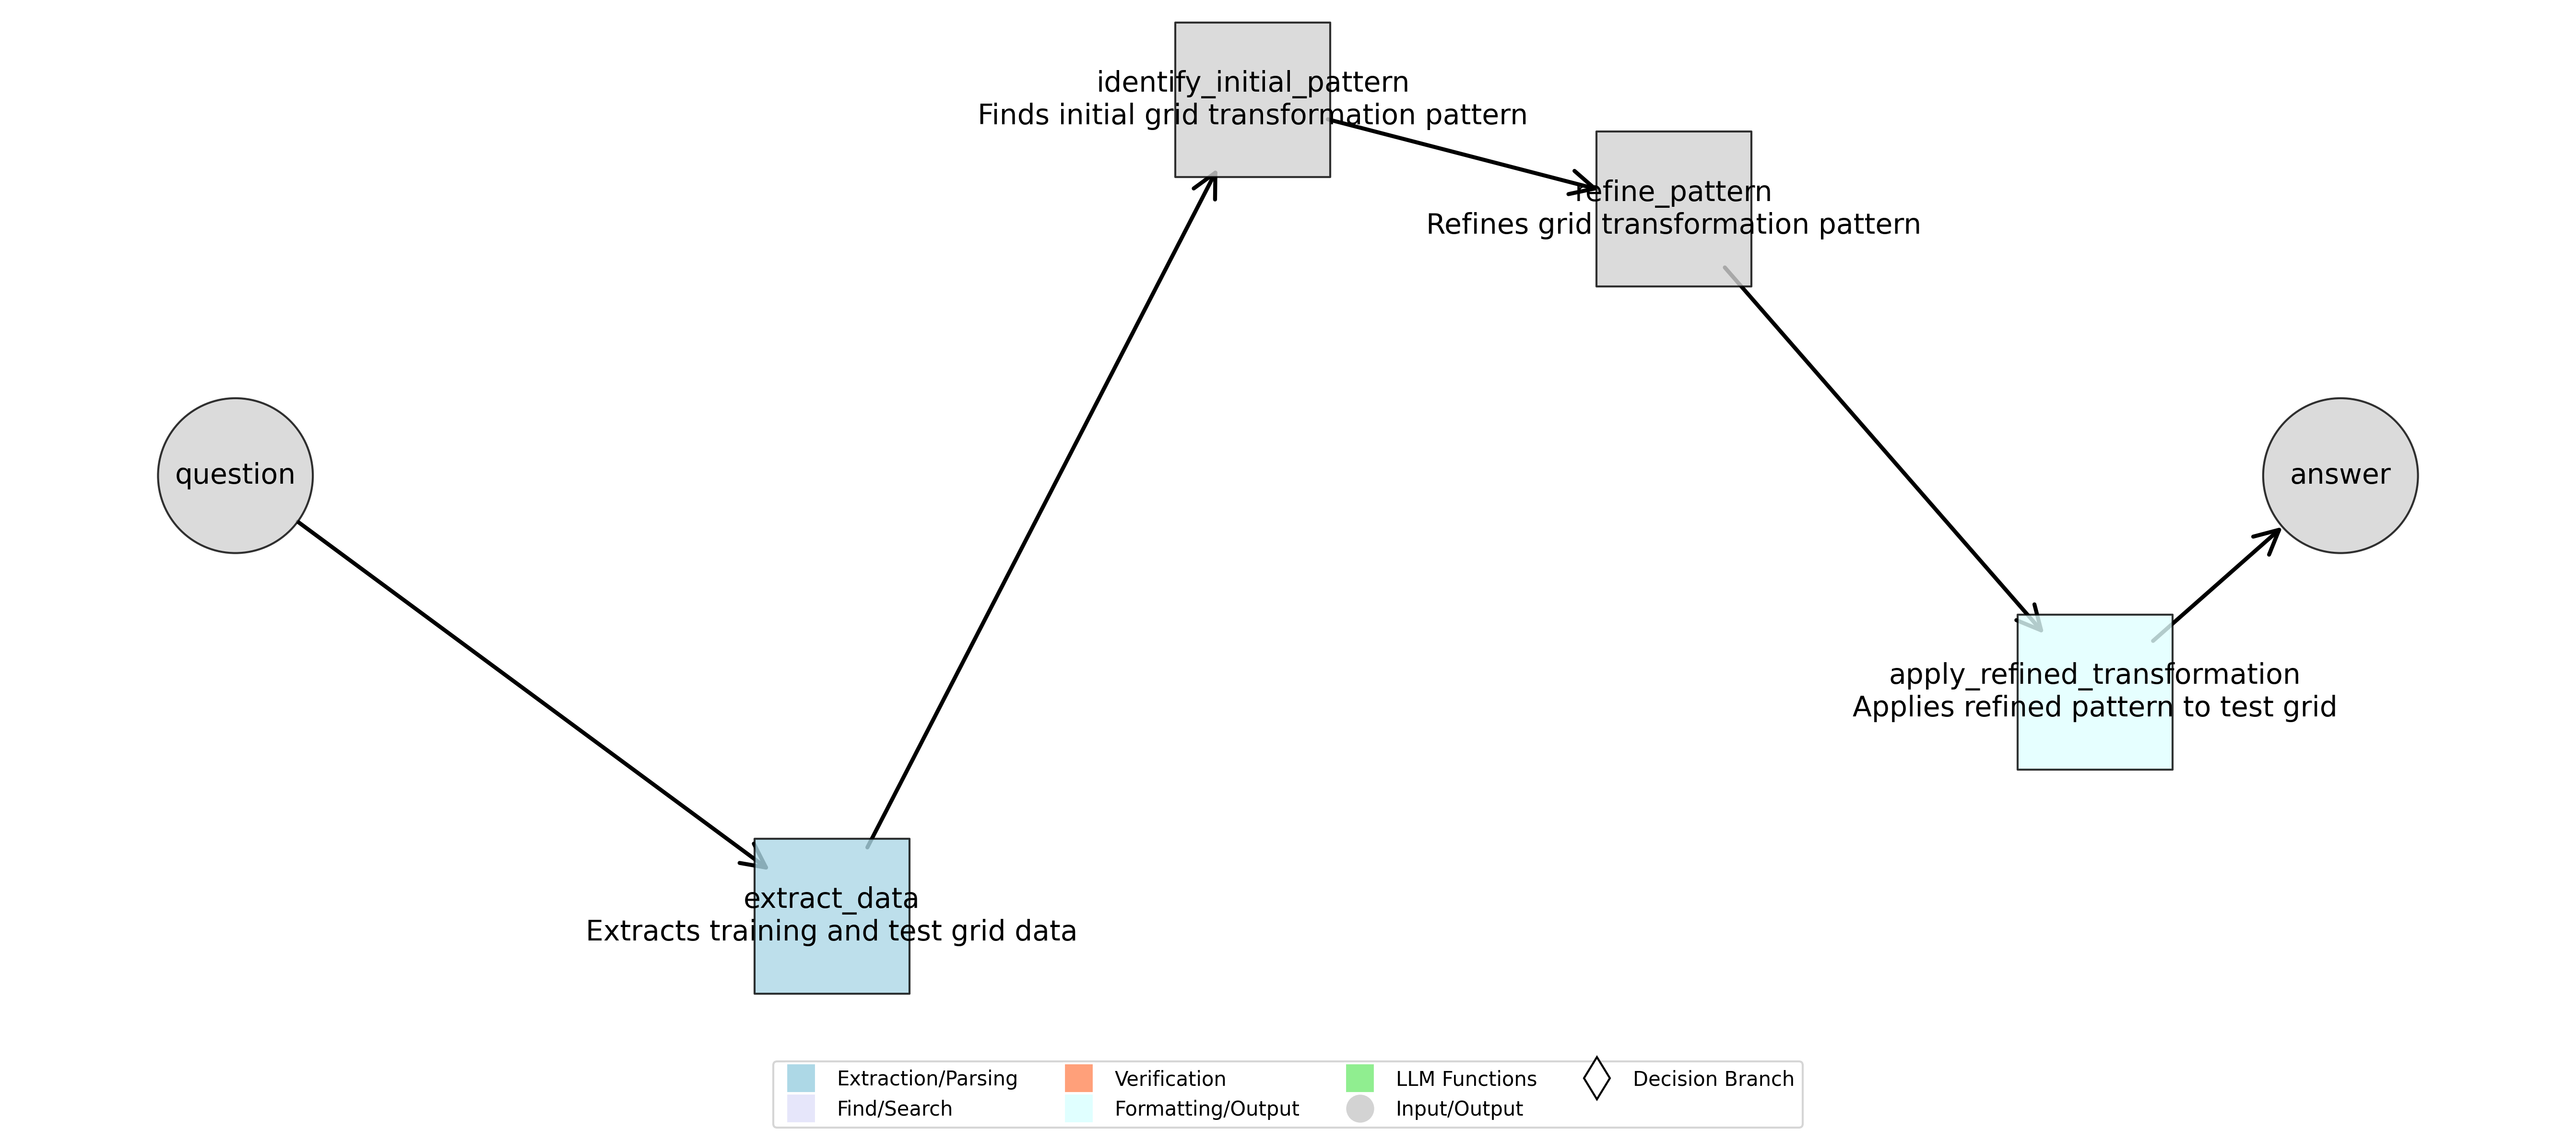 identify_initial_pattern
Finds initial grid transformation pattern
refine_pattern
Refines grid transformation pattern
question
answer
apply_refined_transformation
Applies refined pattern to test grid
extract_data
Extracts training and test grid data
Extraction/Parsing
Find/Search
Verification
Formatting/Output
LLM Functions
Input/Output
Decision Branch